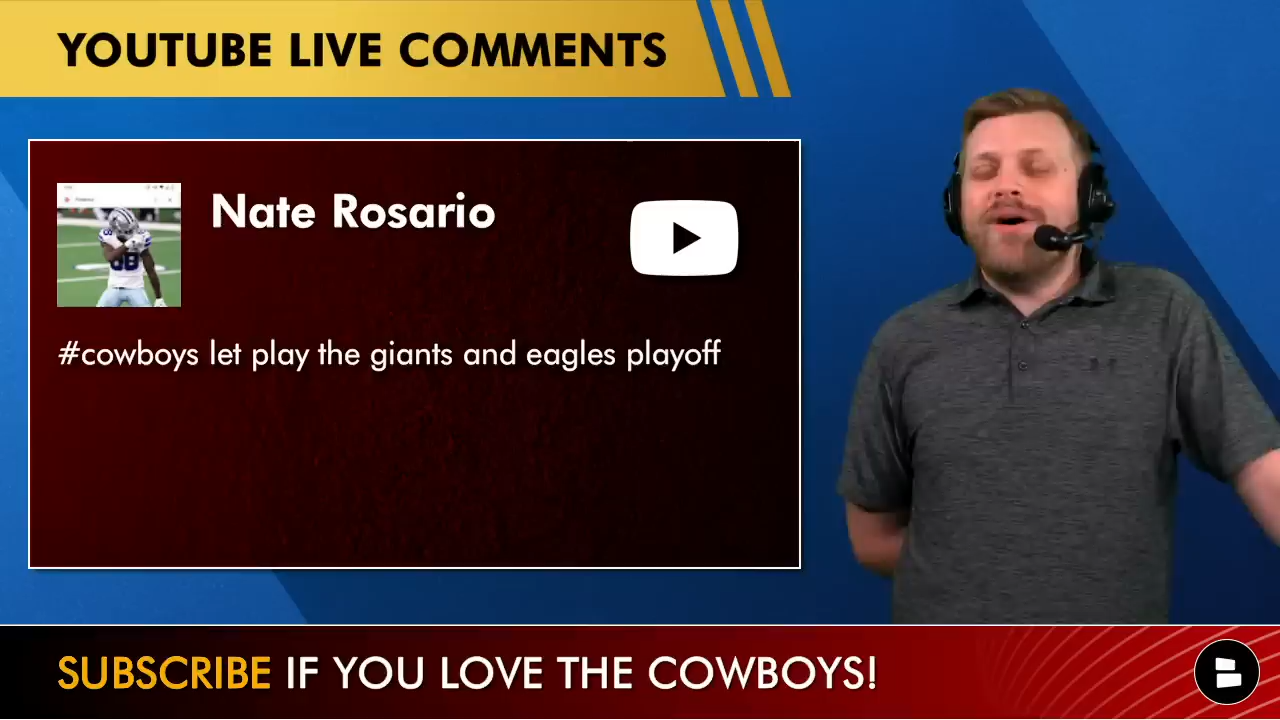 YOUTUBE LIVE COMMENTS
Nate Rosario
88
#cowboys let play the giants and eagles playoff
SUBSCRIBE IF YOU LOVE THE COWBOYS!